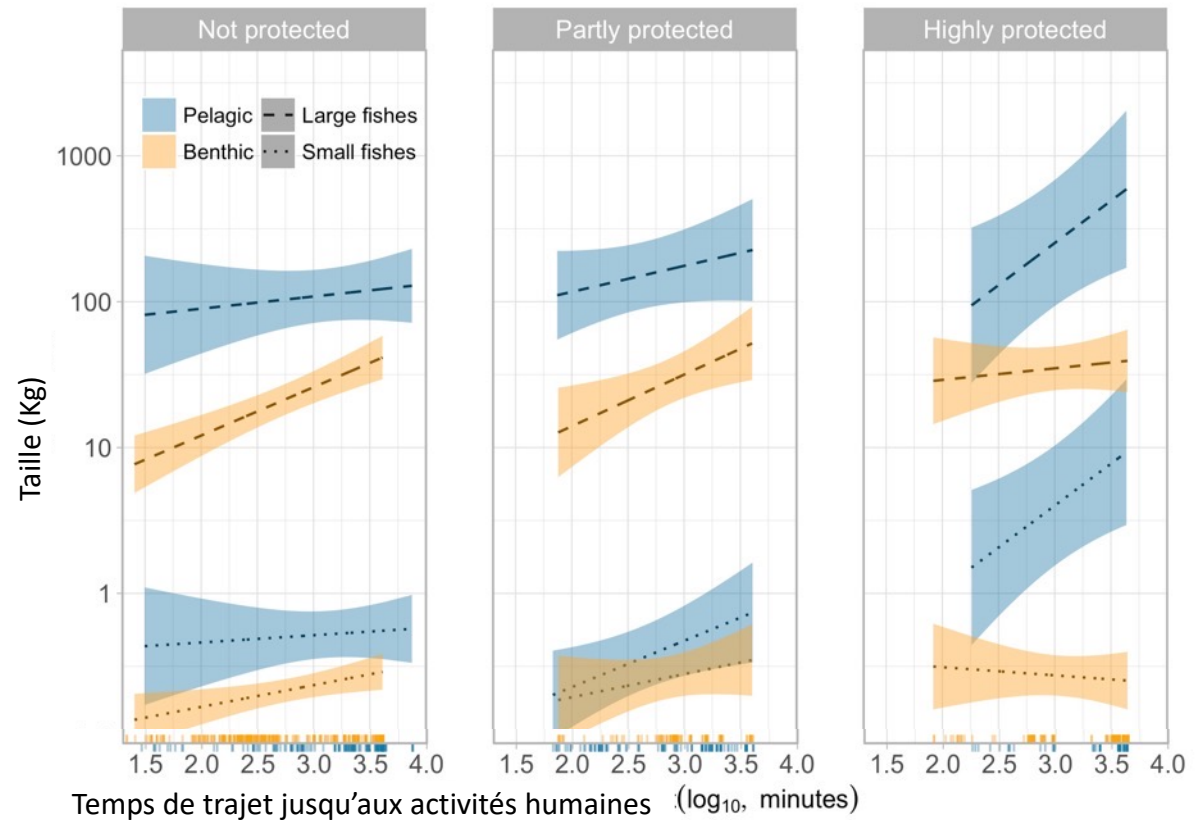 Not protected
Partly protected
Highly protected
Pelagic
Large fishes
Benthic
Small fishes
1000
100
10
1
Taille (Kg)
1.5 2.0 2.5 3.0 3.5 4.0
1.5 2.0 2.5 3.0 3.5 4.0
1.5 2.0 2.5 3.0 3.5 4.0
Temps de trajet jusqu’aux activités humaines
(log₁₀, minutes)